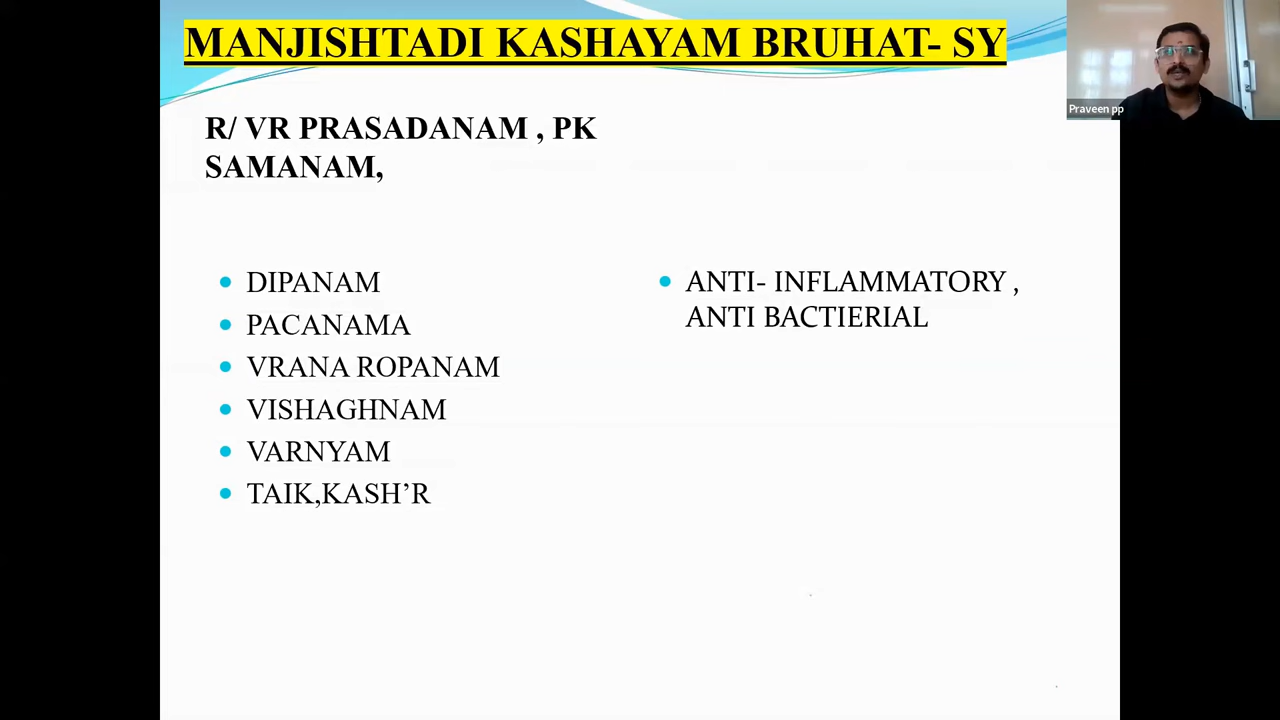 MANJISHTADI KASHAYAM BRUHAT- SY
Praveen pp
R/ VR PRASADANAM , PK
SAMANAM,
DIPANAM
PACANAMA
VRANA ROPANAM
VISHAGHNAM
VARNYAM
TAIK,KASH’R
ANTI- INFLAMMATORY ,
ANTI BACTIERIAL